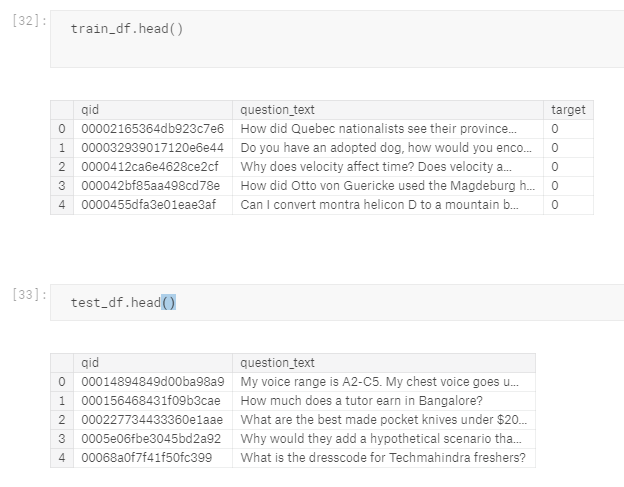 [32]: train_df.head()
qid question_text target
0 00002165364db923c7e6 How did Quebec nationalists see their province... 0
1 000032939017120e6e44 Do you have an adopted dog, how would you enco... 0
2 0000412ca6e4628ce2cf Why does velocity affect time? Does velocity a... 0
3 000042bf85aa498cd78e How did Otto von Guericke used the Magdeburg h... 0
4 0000455dfa3e01eae3af Can I convert montra helicon D to a mountain b... 0
[33]: test_df.head()
qid question_text
0 00014894849d00ba98a9 My voice range is A2-C5. My chest voice goes u...
1 000156468431f09b3cae How much does a tutor earn in Bangalore?
2 000227734433360e1aae What are the best made pocket knives under $20...
3 0005e06fbe3045bd2a92 Why would they add a hypothetical scenario tha...
4 00068a0f7f41f50fc399 What is the dresscode for Techmahindra freshers?